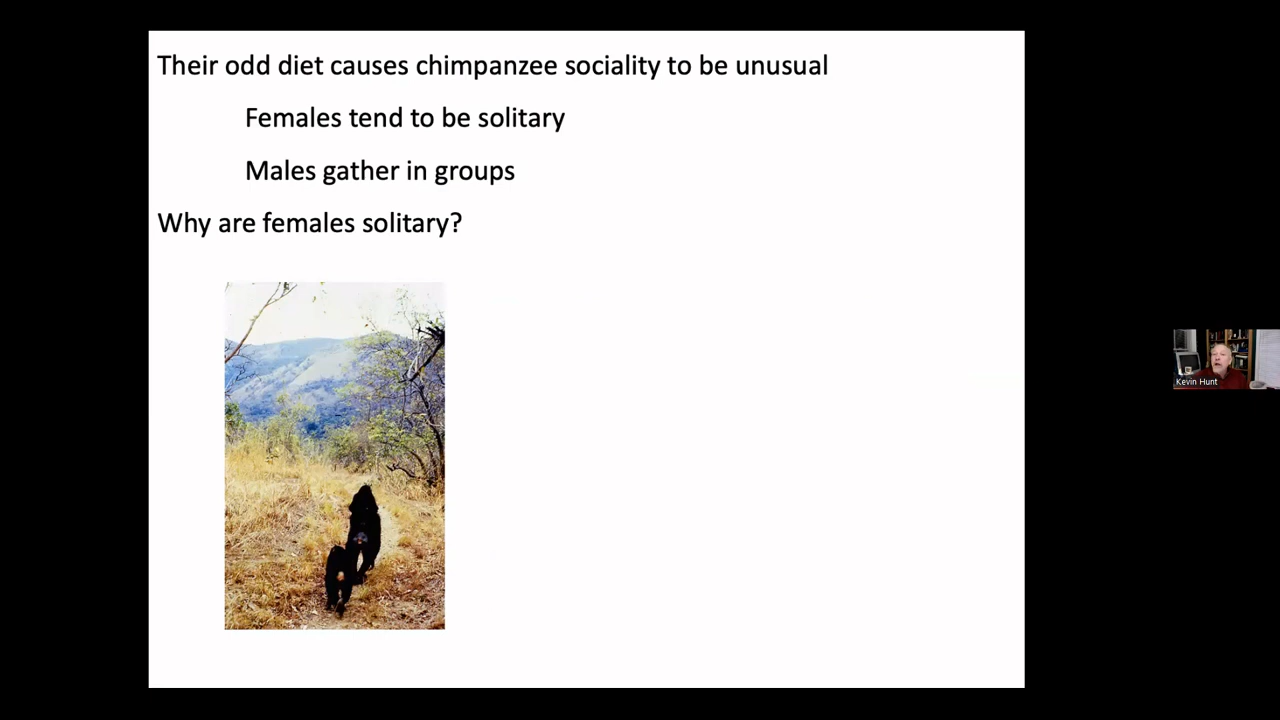 Their odd diet causes chimpanzee sociality to be unusual
Females tend to be solitary
Males gather in groups
Why are females solitary?
Kevin Hunt